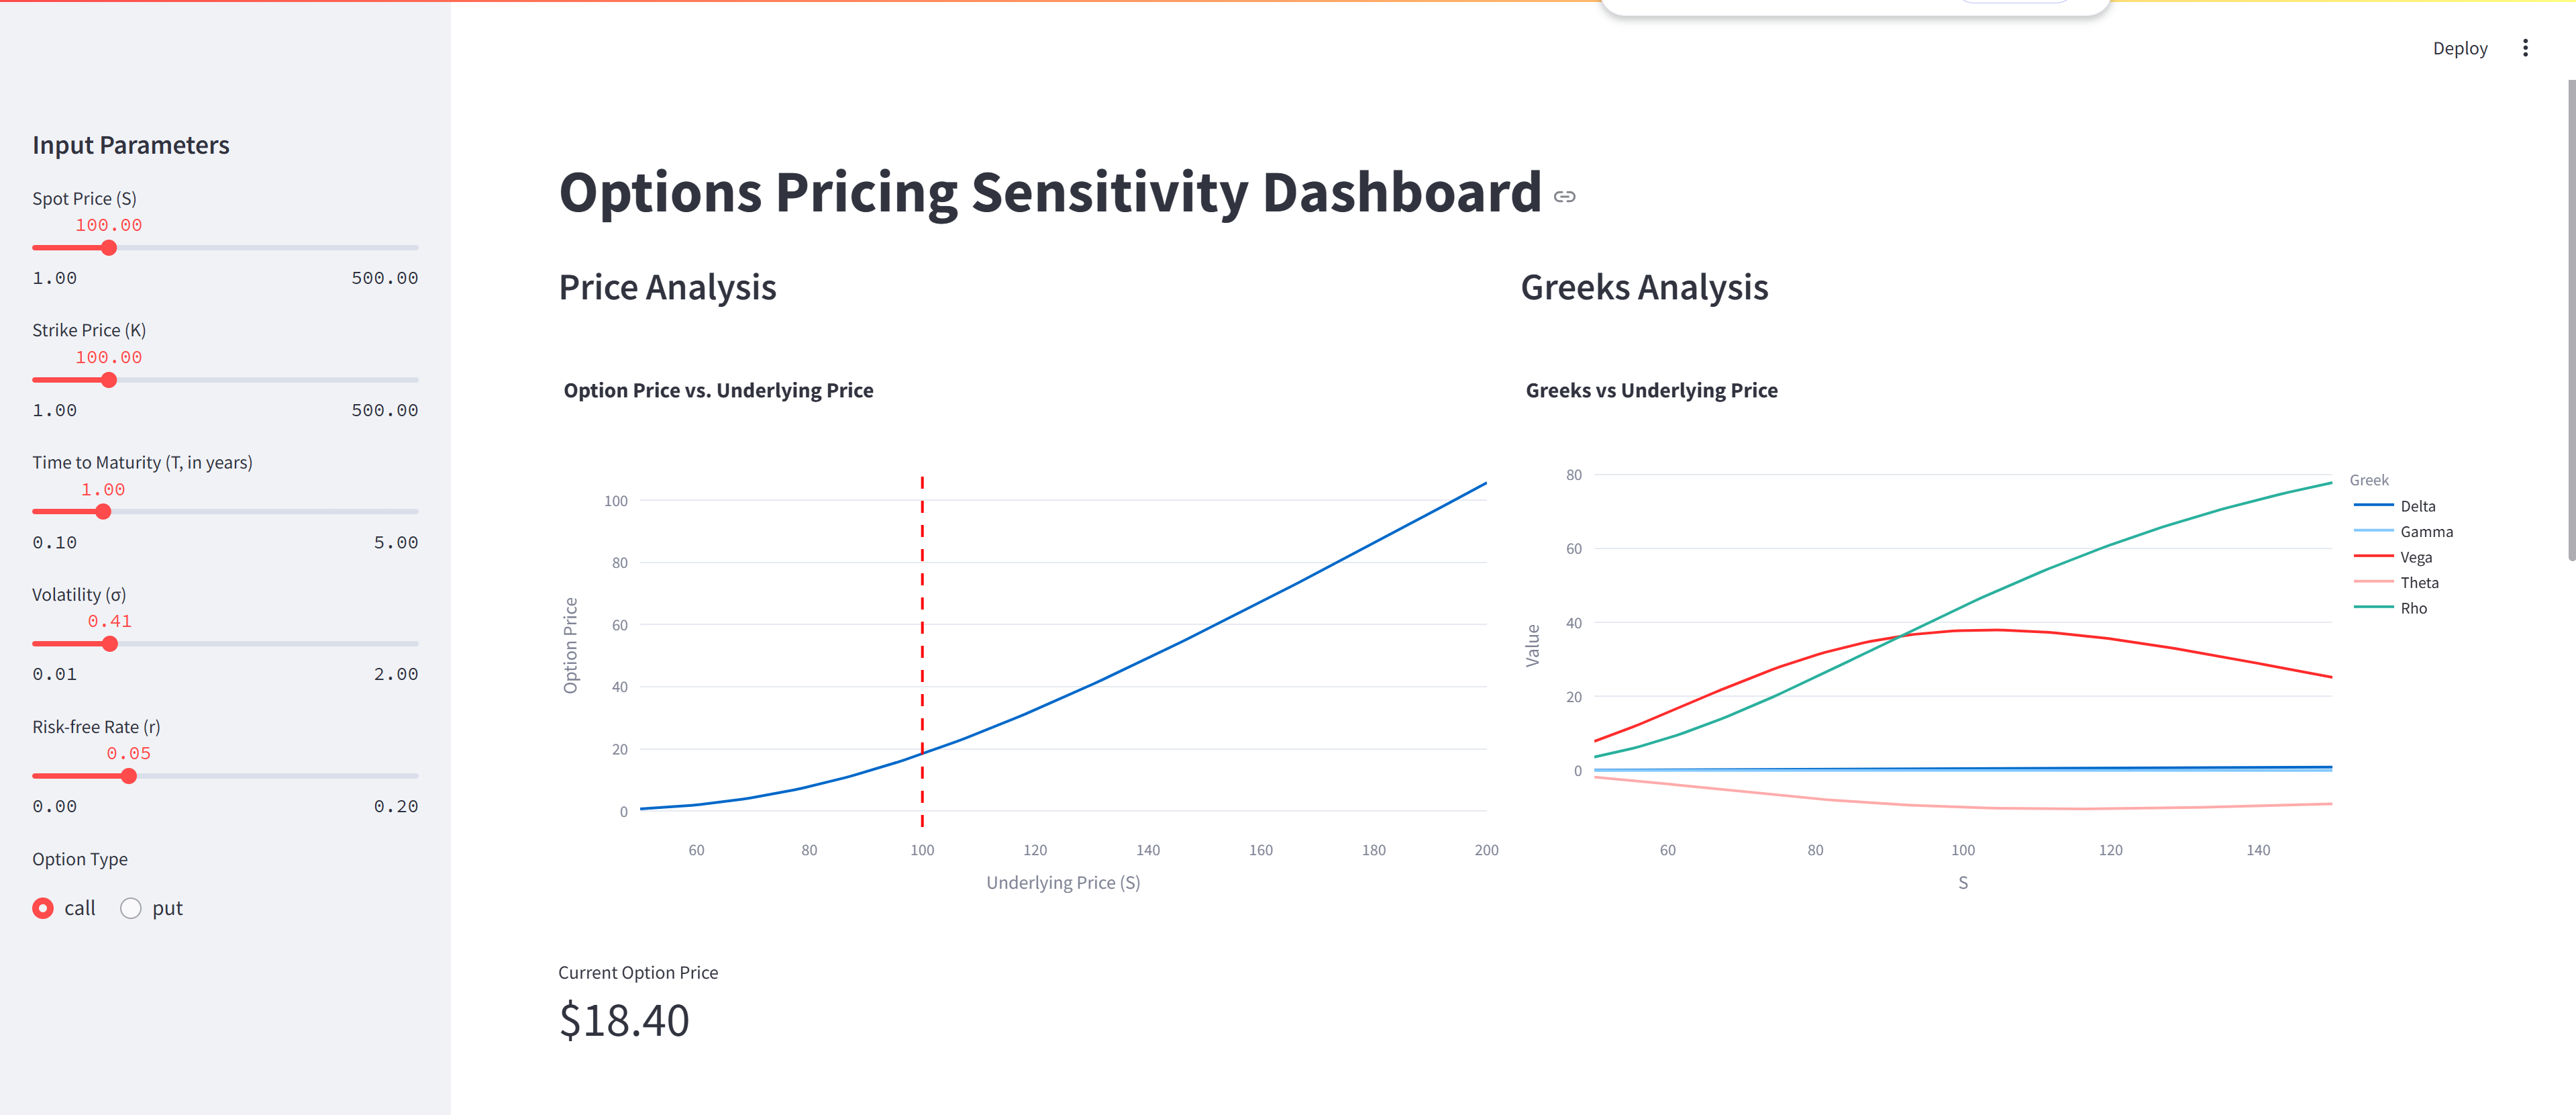 Deploy
Input Parameters
Spot Price (S)
100.00
1.00 500.00
Strike Price (K)
100.00
1.00 500.00
Time to Maturity (T, in years)
1.00
0.10 5.00
Volatility (σ)
0.41
0.01 2.00
Risk-free Rate (r)
0.05
0.00 0.20
Option Type
call put
Options Pricing Sensitivity Dashboard
Price Analysis
Option Price vs. Underlying Price
Option Price
100
80
60
40
20
0
60 80 100 120 140 160 180 200
Underlying Price (S)
Current Option Price
$18.40
Greeks Analysis
Greeks vs Underlying Price
Value
80
60
40
20
0
60 80 100 120 140
S
Greek
Delta
Gamma
Vega
Theta
Rho